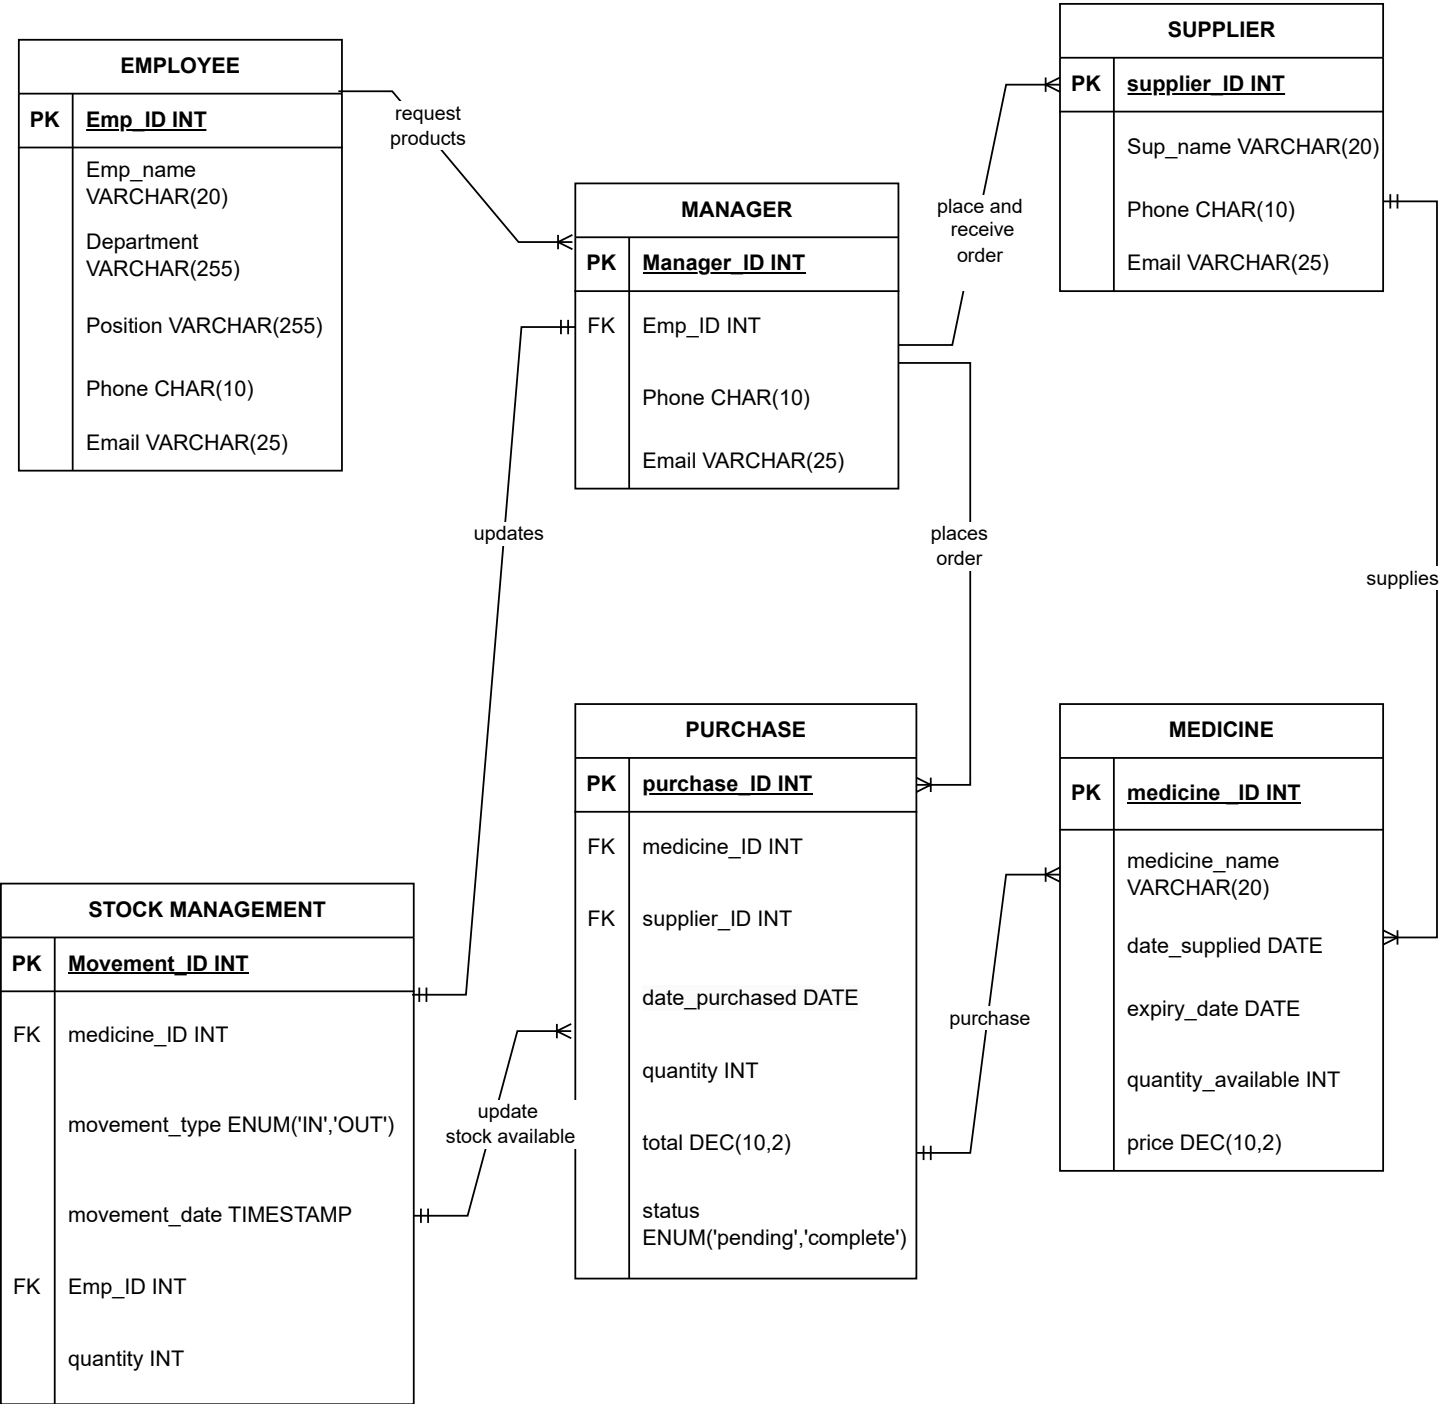 EMPLOYEE
PK Emp_ID INT
Emp_name
VARCHAR(20)
Department
VARCHAR(255)
Position VARCHAR(255)
Phone CHAR(10)
Email VARCHAR(25)
request
products
MANAGER
PK Manager_ID INT
FK Emp_ID INT
Phone CHAR(10)
Email VARCHAR(25)
place and
receive
order
SUPPLIER
PK supplier_ID INT
Sup_name VARCHAR(20)
Phone CHAR(10)
Email VARCHAR(25)
updates
places
order
supplies
STOCK MANAGEMENT
PK Movement_ID INT
FK medicine_ID INT
movement_type ENUM('IN','OUT')
movement_date TIMESTAMP
FK Emp_ID INT
quantity INT
update
stock available
PURCHASE
PK purchase_ID INT
FK medicine_ID INT
FK supplier_ID INT
date_purchased DATE
quantity INT
total DEC(10,2)
status
ENUM('pending','complete')
purchase
MEDICINE
PK medicine _ID INT
medicine_name
VARCHAR(20)
date_supplied DATE
expiry_date DATE
quantity_available INT
price DEC(10,2)